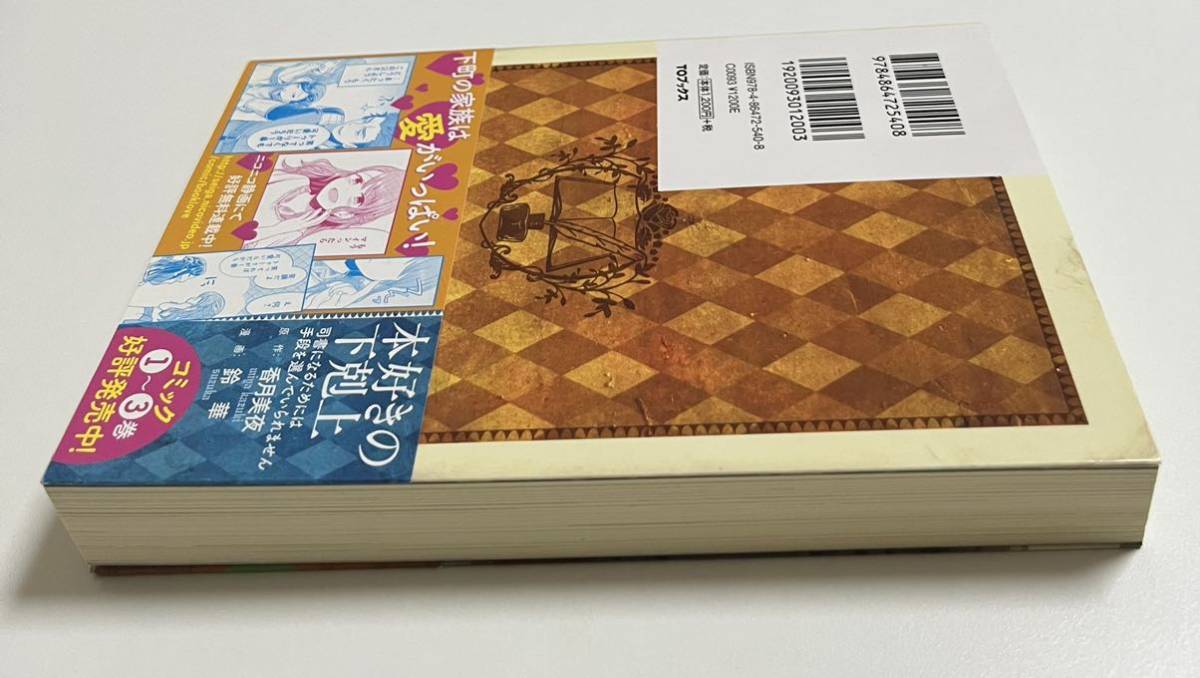 9784864725408
1920093012003
ISBN978-4-86472-540-8
C0093 ¥1200E
定価(本体1,200円)+税
TOブックス
下町の家族は
愛がいっぱい!
ニコニコ静画にて
好評無料連載中!
本好きの
下剋上
司書になるためには
手段を選んでいられません
原作:香月美夜
miya kazuki
漫画:鈴華
suzuka
コミック
1~3巻
好評発売中!